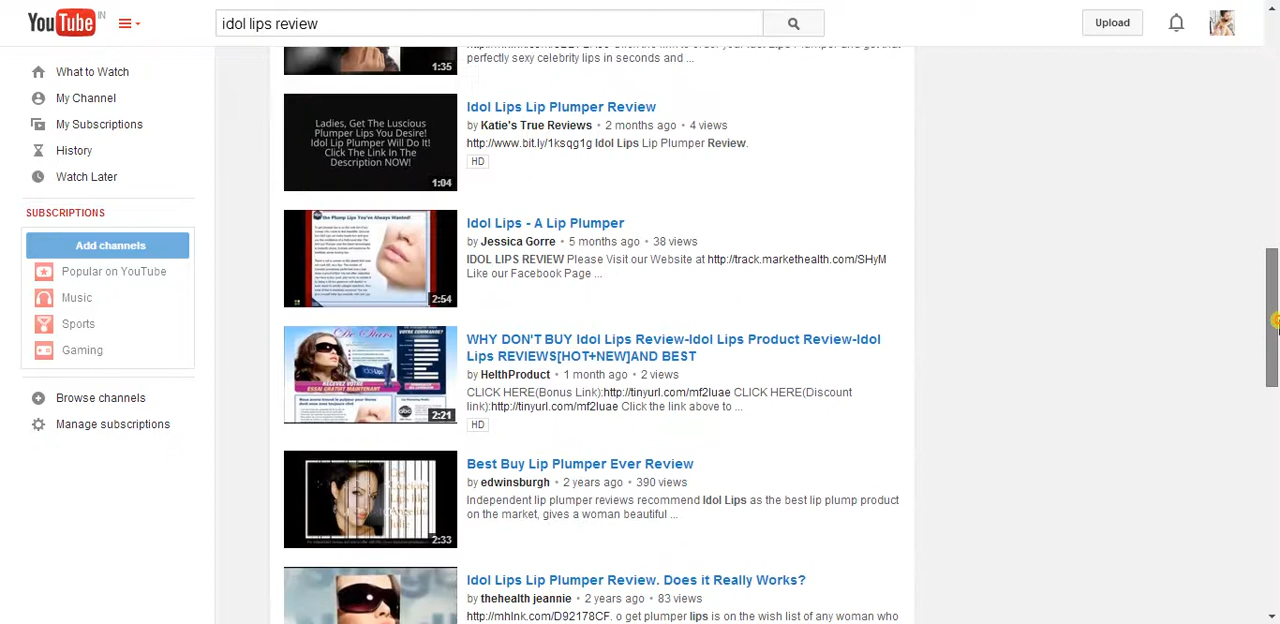 YouTube IN
idol lips review
Upload
What to Watch
My Channel
My Subscriptions
History
Watch Later
SUBSCRIPTIONS
Add channels
Popular on YouTube
Music
Sports
Gaming
Browse channels
Manage subscriptions
1:35
perfectly sexy celebrity lips in seconds and ...
Ladies, Get The Luscious
Plumper Lips You Desire!
Idol Lip Plumper Will Do It!
Click The Link In The
Description NOW!
1:04
Idol Lips Lip Plumper Review
by Katie's True Reviews • 2 months ago • 4 views
http://www.bit.ly/1ksqg1g Idol Lips Lip Plumper Review.
HD
the Plump Lips You've Always Wanted!
2:54
Idol Lips - A Lip Plumper
by Jessica Gorre • 5 months ago • 38 views
IDOL LIPS REVIEW Please Visit our Website at http://track.markethealth.com/SHyM
Like our Facebook Page ...
2:21
WHY DON'T BUY Idol Lips Review-Idol Lips Product Review-Idol
Lips REVIEWS[HOT+NEW]AND BEST
by HelthProduct • 1 month ago • 2 views
CLICK HERE(Bonus Link):http://tinyurl.com/mf2luae CLICK HERE(Discount
link):http://tinyurl.com/mf2luae Click the link above to ...
HD
2:33
Best Buy Lip Plumper Ever Review
by edwinsburgh • 2 years ago • 390 views
Independent lip plumper reviews recommend Idol Lips as the best lip plump product
on the market, gives a woman beautiful ...
Idol Lips Lip Plumper Review. Does it Really Works?
by thehealth jeannie • 2 years ago • 83 views
http://mhlnk.com/D92178CF. o get plumper lips is on the wish list of any woman who